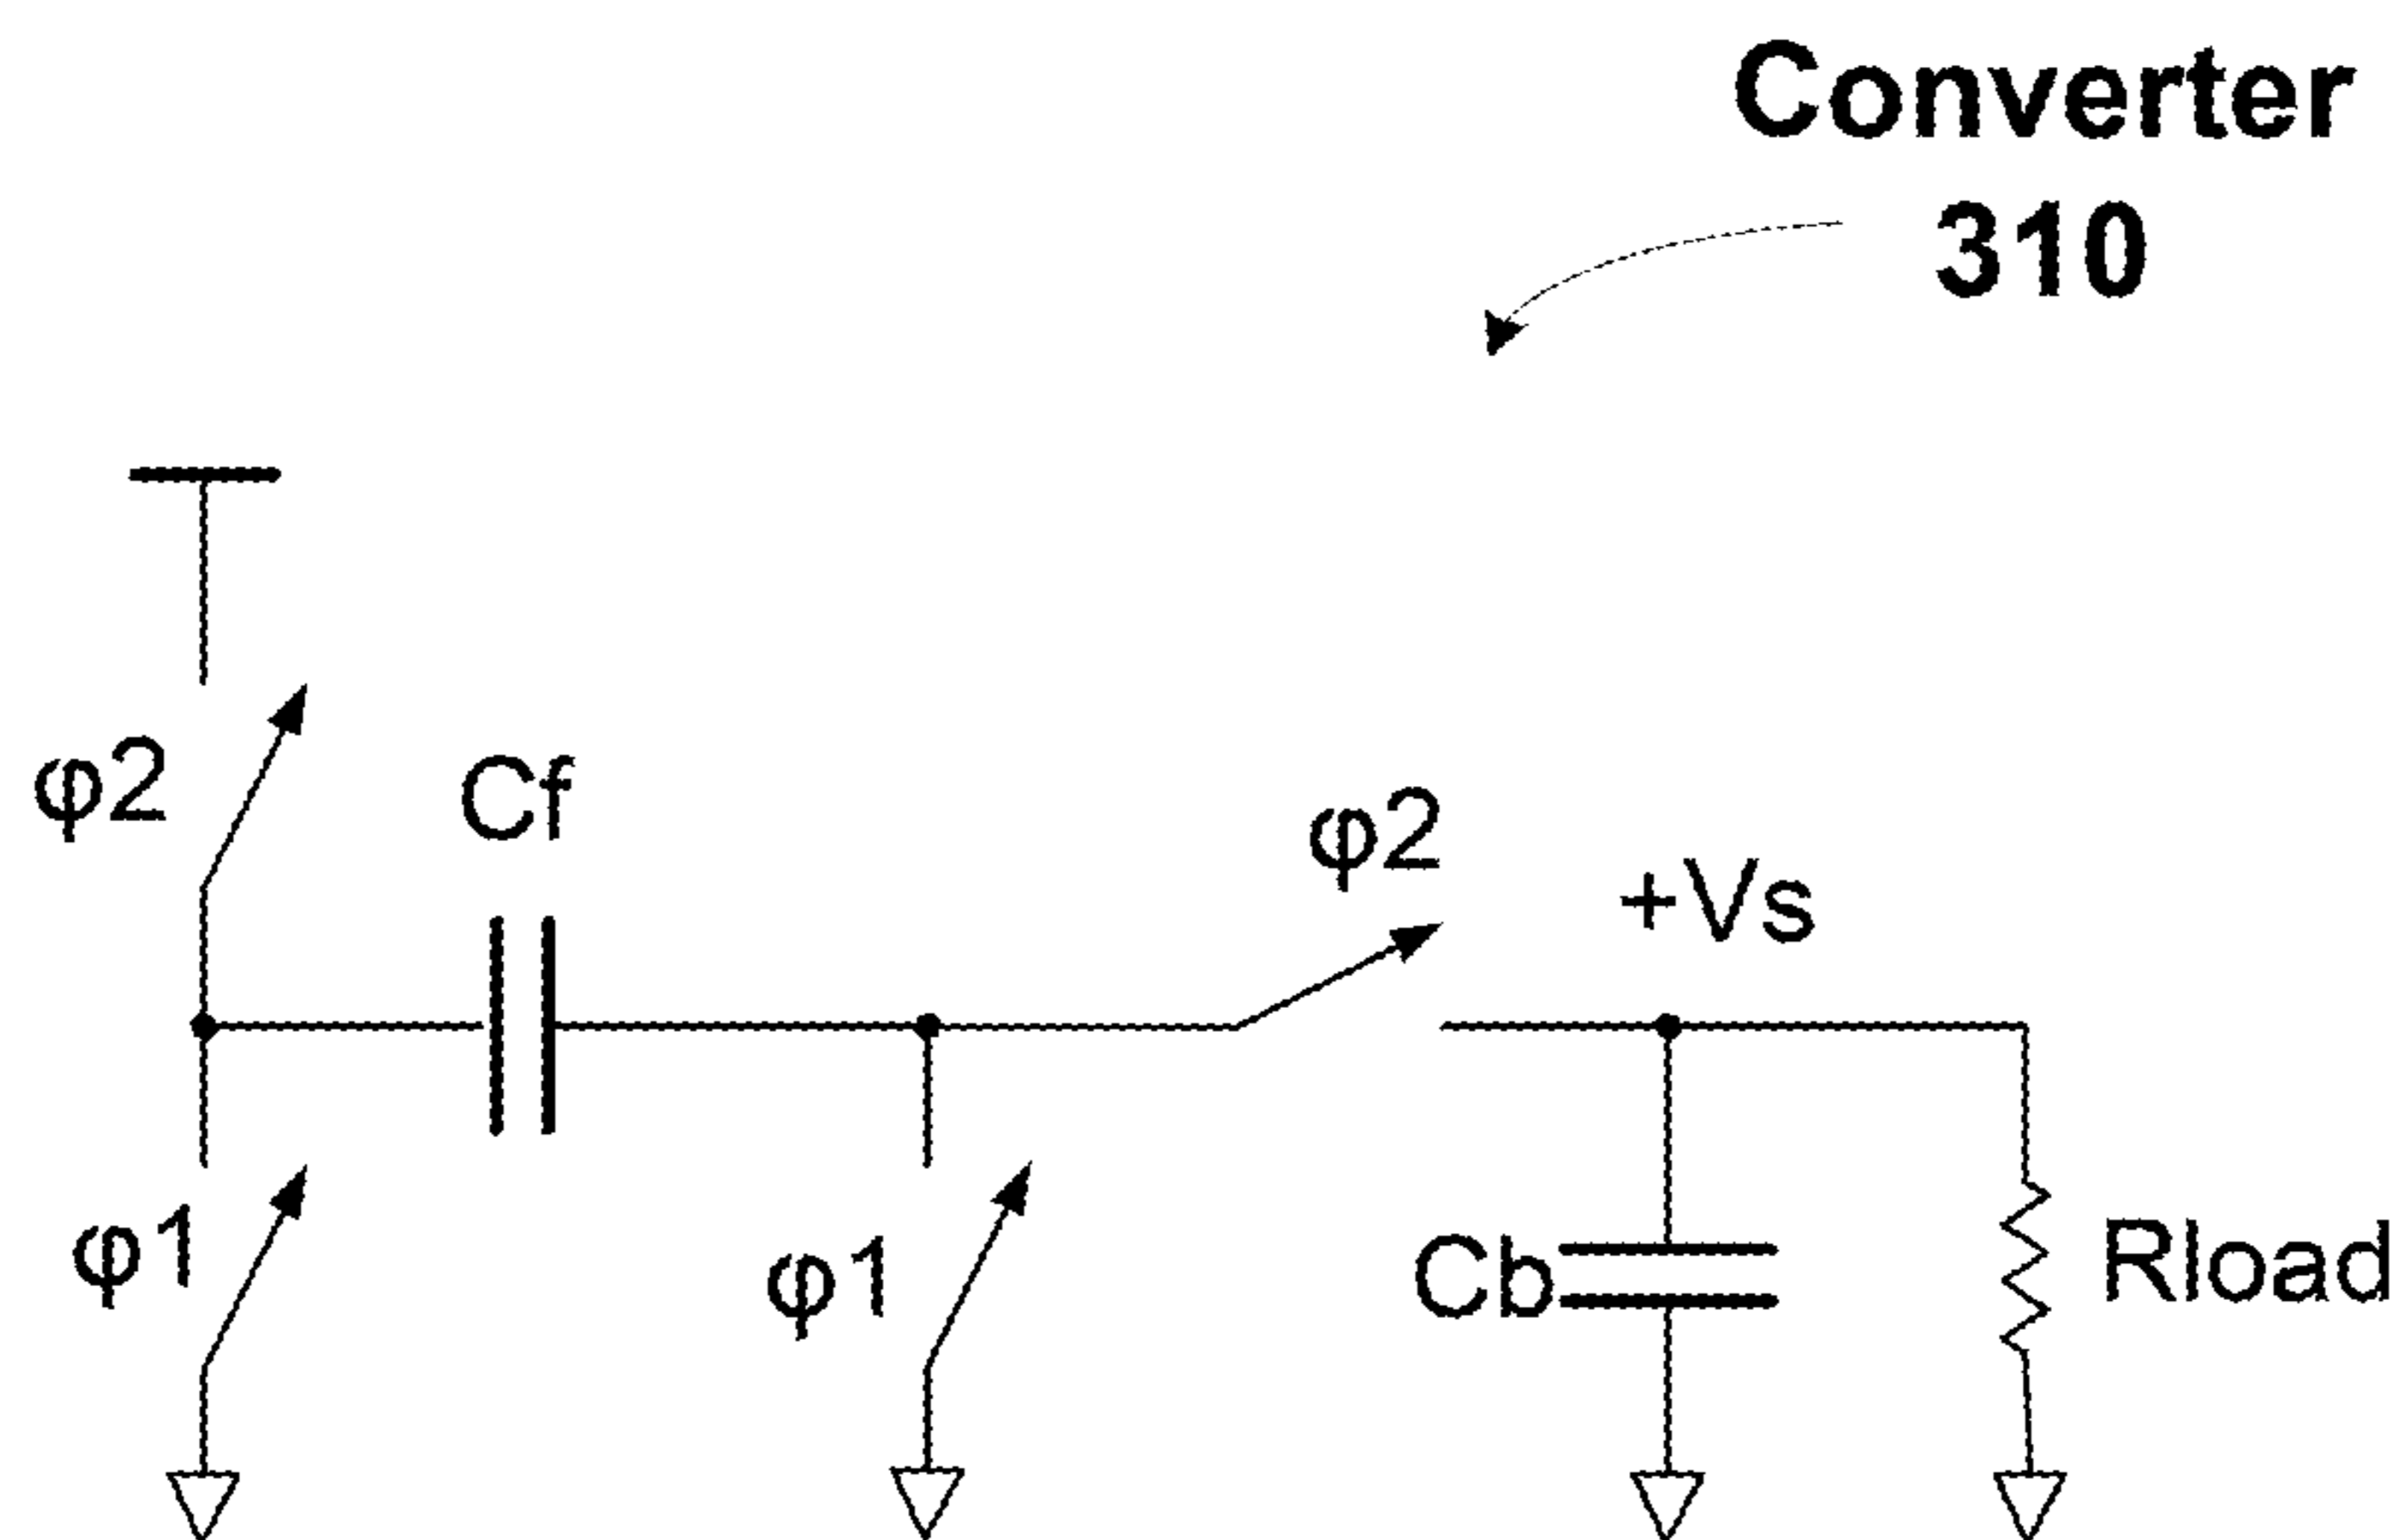 Converter
310
φ2
Cf
φ2
+Vs
φ1
φ1
Cb
Rload